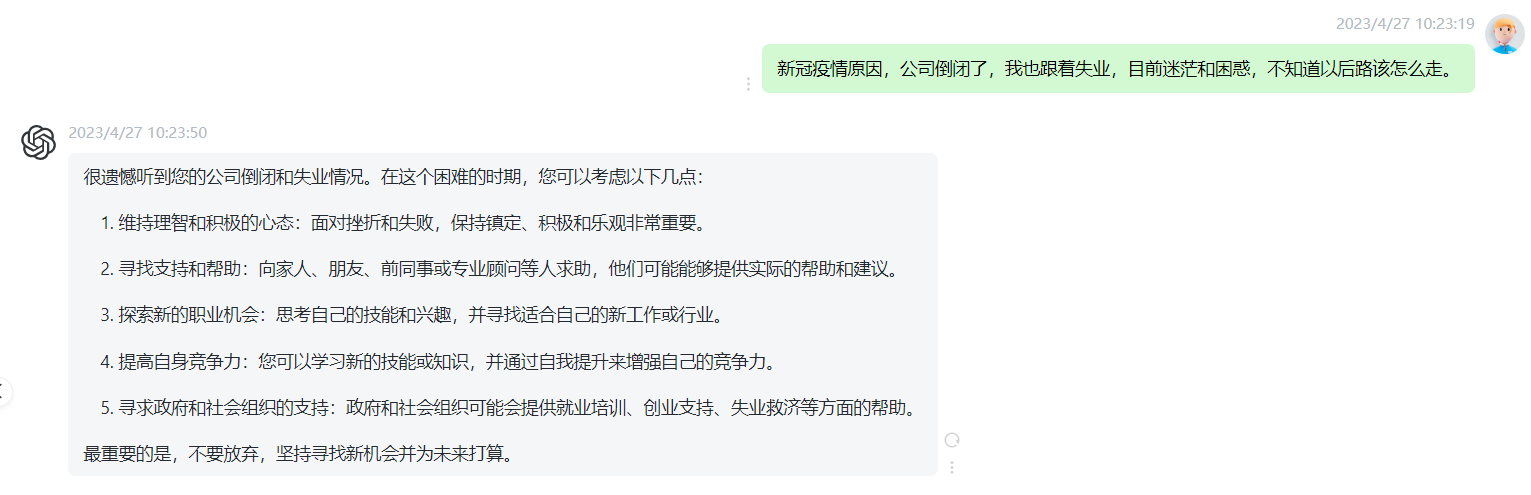 2023/4/27 10:23:19
新冠疫情原因，公司倒闭了，我也跟着失业，目前迷茫和困惑，不知道以后路该怎么走。
2023/4/27 10:23:50
很遗憾听到您的公司倒闭和失业情况。在这个困难的时期，您可以考虑以下几点：
1. 维持理智和积极的心态：面对挫折和失败，保持镇定、积极和乐观非常重要。
2. 寻找支持和帮助：向家人、朋友、前同事或专业顾问等人求助，他们可能能够提供实际的帮助和建议。
3. 探索新的职业机会：思考自己的技能和兴趣，并寻找适合自己的新工作或行业。
4. 提高自身竞争力：您可以学习新的技能或知识，并通过自我提升来增强自己的竞争力。
5. 寻求政府和社会组织的支持：政府和社会组织可能会提供就业培训、创业支持、失业救济等方面的帮助。
最重要的是，不要放弃，坚持寻找新机会并为未来打算。